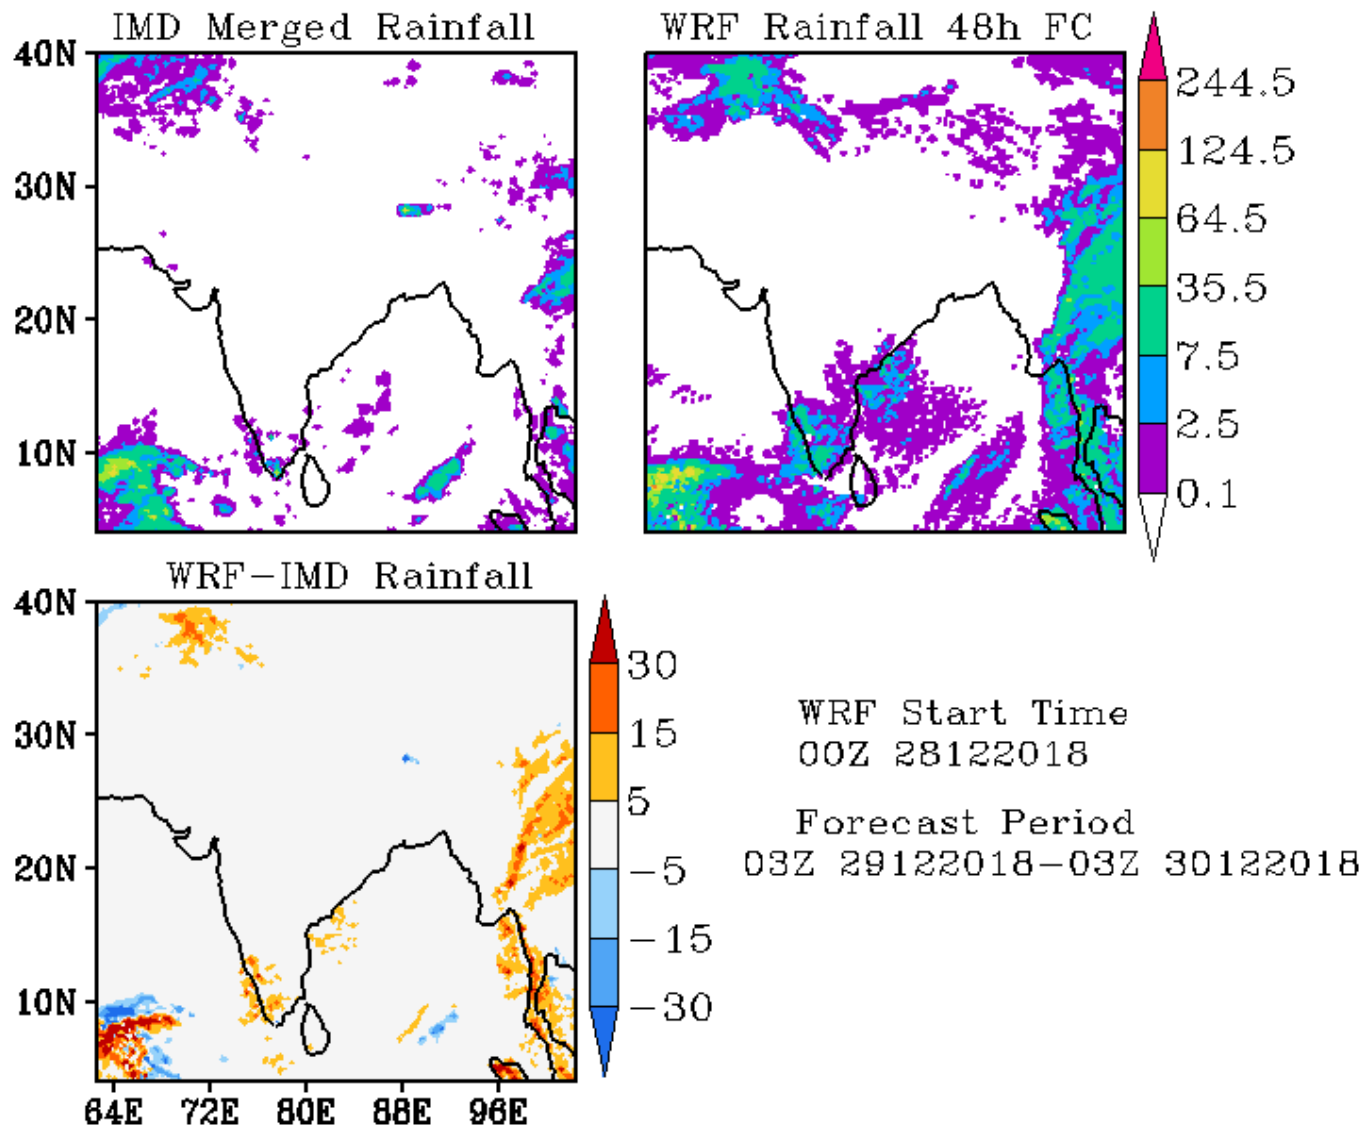 IMD Merged Rainfall
WRF Rainfall 48h FC
40N
30N
20N
10N
244.5
124.5
64.5
35.5
7.5
2.5
0.1
WRF-IMD Rainfall
40N
30N
20N
10N
64E 72E 80E 88E 96E
30
15
5
-5
-15
-30
WRF Start Time
00Z 28122018
Forecast Period
03Z 29122018-03Z 30122018